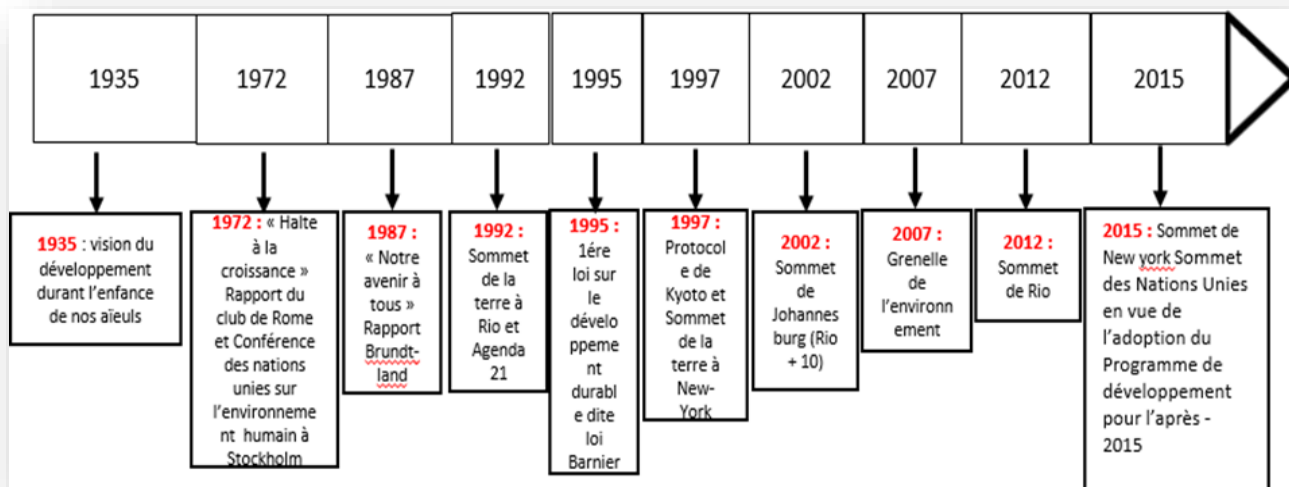 1935
1972
1987
1992
1995
1997
2002
2007
2012
2015
1935 : vision du
développement
durant l'enfance
de nos aïeuls
1972 : « Halte
à la
croissance »
Rapport du
club de Rome
et Conférence
des nations
unies sur
l'environneme
nt humain à
Stockholm
1987 :
« Notre
avenir à
tous »
Rapport
Brundt-
land
1992 :
Sommet
de la
terre à
Rio et
Agenda
21
1995 :
1ére
loi sur
le
dévelo
ppeme
nt
durabl
e dite
loi
Barnier
1997 :
Protocol
e de
Kyoto et
Sommet
de la
terre à
New-
York
2002 :
Sommet
de
Johannes
burg (Rio
+ 10)
2007 :
Grenelle
de
l'environn
ement
2012 :
Sommet
de Rio
2015 : Sommet de
New york Sommet
des Nations Unies
en vue de
l'adoption du
Programme de
développement
pour l'après -
2015